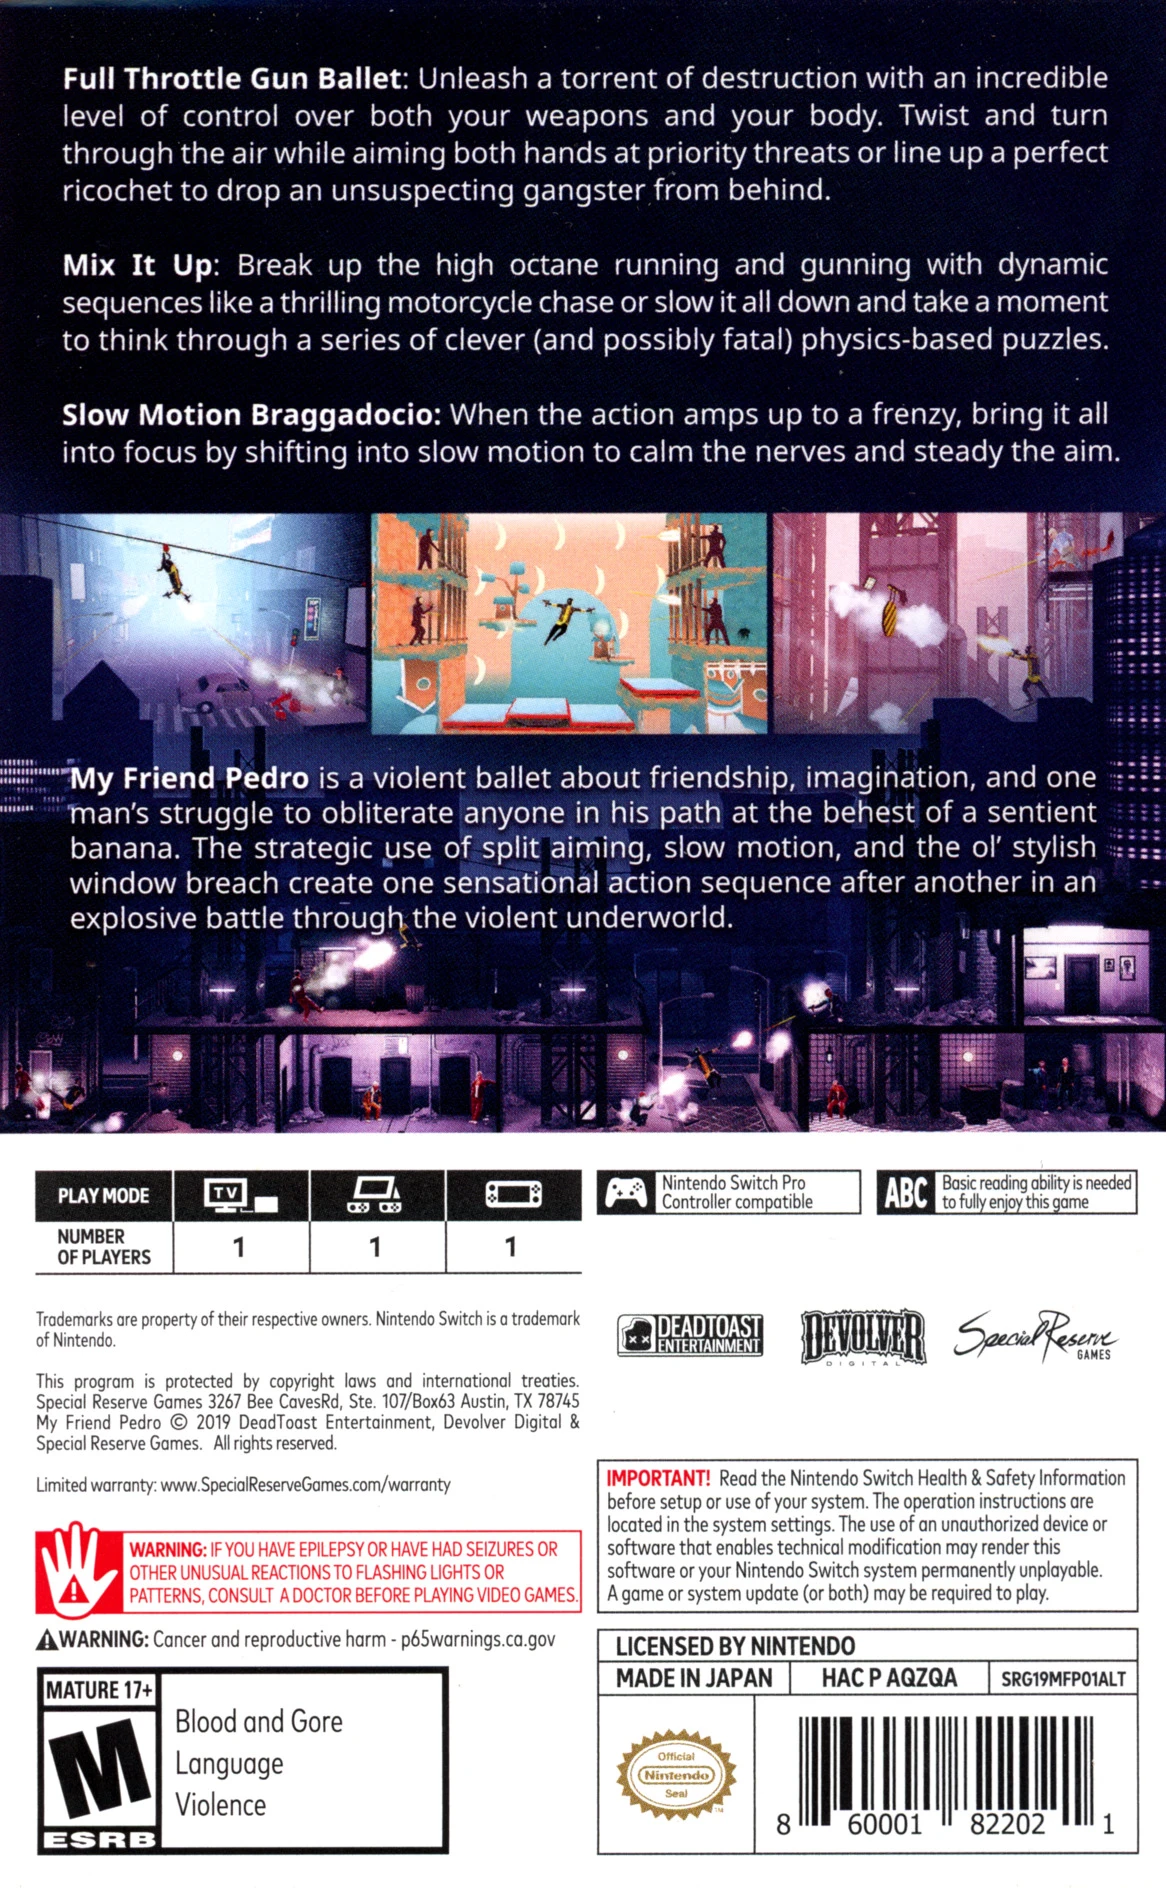 Full Throttle Gun Ballet: Unleash a torrent of destruction with an incredible
level of control over both your weapons and your body. Twist and turn
through the air while aiming both hands at priority threats or line up a perfect
ricochet to drop an unsuspecting gangster from behind.
Mix It Up: Break up the high octane running and gunning with dynamic
sequences like a thrilling motorcycle chase or slow it all down and take a moment
to think through a series of clever (and possibly fatal) physics-based puzzles.
Slow Motion Braggadocio: When the action amps up to a frenzy, bring it all
into focus by shifting into slow motion to calm the nerves and steady the aim.
My Friend Pedro is a violent ballet about friendship, imagination, and one
man's struggle to obliterate anyone in his path at the behest of a sentient
banana. The strategic use of split aiming, slow motion, and the ol' stylish
window breach create one sensational action sequence after another in an
explosive battle through the violent underworld.
PLAY MODE
TV
NUMBER
OF PLAYERS
1
1
1
Nintendo Switch Pro
Controller compatible
ABC
Basic reading ability is needed
to fully enjoy this game
Trademarks are property of their respective owners. Nintendo Switch is a trademark
of Nintendo.
This program is protected by copyright laws and international treaties.
Special Reserve Games 3267 Bee CavesRd, Ste. 107/Box63 Austin, TX 78745
My Friend Pedro © 2019 DeadToast Entertainment, Devolver Digital &
Special Reserve Games. All rights reserved.
Limited warranty: www.SpecialReserveGames.com/warranty
DEADTOAST
ENTERTAINMENT
DEVOLVER
DIGITAL
Special Reserve
GAMES
WARNING: IF YOU HAVE EPILEPSY OR HAVE HAD SEIZURES OR
OTHER UNUSUAL REACTIONS TO FLASHING LIGHTS OR
PATTERNS, CONSULT A DOCTOR BEFORE PLAYING VIDEO GAMES.
WARNING: Cancer and reproductive harm - p65warnings.ca.gov
IMPORTANT! Read the Nintendo Switch Health & Safety Information
before setup or use of your system. The operation instructions are
located in the system settings. The use of an unauthorized device or
software that enables technical modification may render this
software or your Nintendo Switch system permanently unplayable.
A game or system update (or both) may be required to play.
MATURE 17+
M
ESRB
Blood and Gore
Language
Violence
LICENSED BY NINTENDO
MADE IN JAPAN
HAC P AQZQA
SRG19MFP01ALT
Official
Nintendo
Seal
TM
8 60001 82202 1